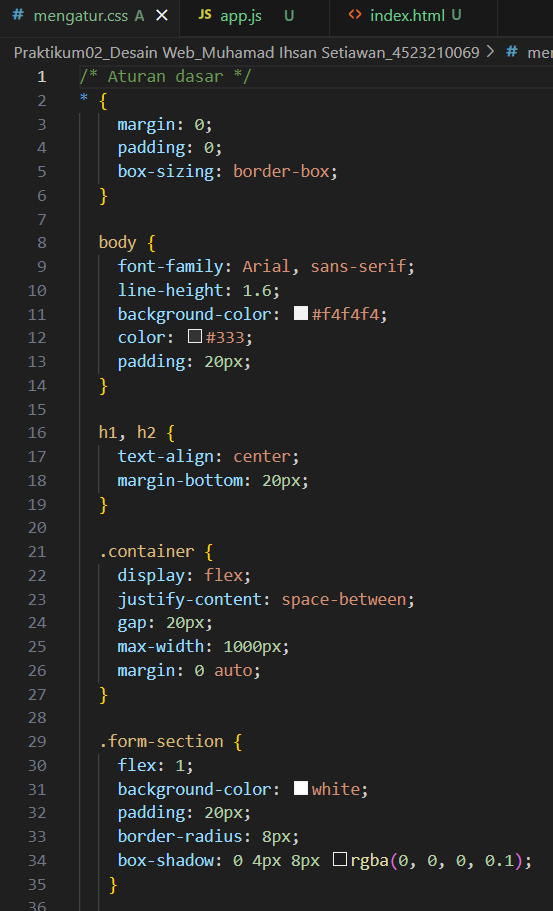 # mengatur.css A ×
JS app.js U
<> index.html U
Praktikum02_Desain Web_Muhamad Ihsan Setiawan_4523210069 > #
1 /* Aturan dasar */
2 * {
3 margin: 0;
4 padding: 0;
5 box-sizing: border-box;
6 }
7
8 body {
9 font-family: Arial, sans-serif;
10 line-height: 1.6;
11 background-color: #f4f4f4;
12 color: #333;
13 padding: 20px;
14 }
15
16 h1, h2 {
17 text-align: center;
18 margin-bottom: 20px;
19 }
20
21 .container {
22 display: flex;
23 justify-content: space-between;
24 gap: 20px;
25 max-width: 1000px;
26 margin: 0 auto;
27 }
28
29 .form-section {
30 flex: 1;
31 background-color: white;
32 padding: 20px;
33 border-radius: 8px;
34 box-shadow: 0 4px 8px rgba(0, 0, 0, 0.1);
35 }
36